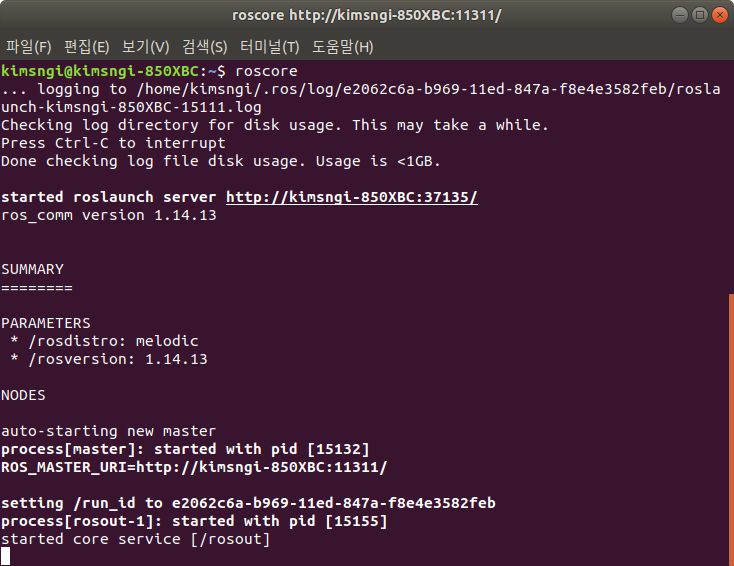 roscore http://kimsngi-850XBC:11311/
파일(F) 편집(E) 보기(V) 검색(S) 터미널(T) 도움말(H)
kimsngi@kimsngi-850XBC:~$ roscore
... logging to /home/kimsngi/.ros/log/e2062c6a-b969-11ed-847a-f8e4e3582feb/rosla
unch-kimsngi-850XBC-15111.log
Checking log directory for disk usage. This may take a while.
Press Ctrl-C to interrupt
Done checking log file disk usage. Usage is <1GB.
started roslaunch server http://kimsngi-850XBC:37135/
ros_comm version 1.14.13
SUMMARY
========
PARAMETERS
* /rosdistro: melodic
* /rosversion: 1.14.13
NODES
auto-starting new master
process[master]: started with pid [15132]
ROS_MASTER_URI=http://kimsngi-850XBC:11311/
setting /run_id to e2062c6a-b969-11ed-847a-f8e4e3582feb
process[rosout-1]: started with pid [15155]
started core service [/rosout]